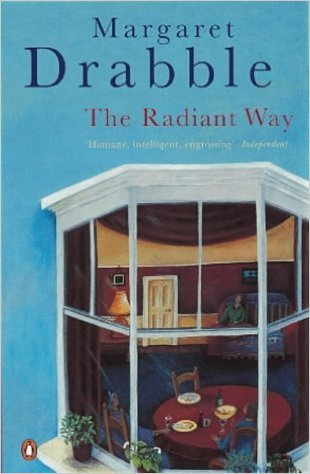 Margaret
Drabble
The Radiant Way
‘Humane, intelligent, engrossing’ Independent